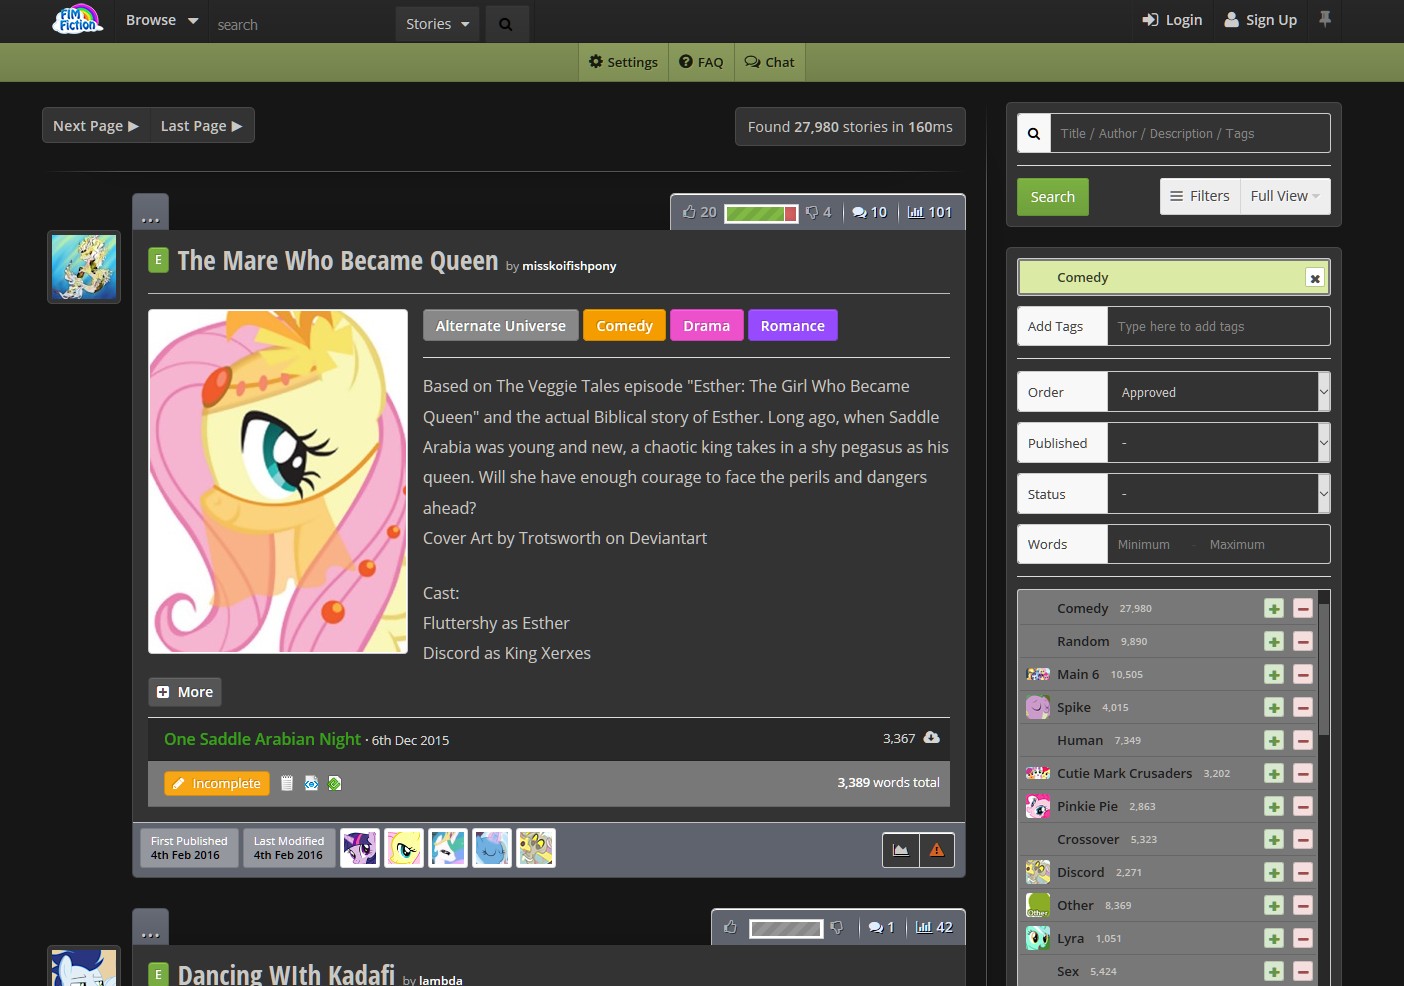 FIM Fiction
Browse
search
Stories
Login
Sign Up
Settings
FAQ
Chat
Next Page ▶
Last Page ▶
Found 27,980 stories in 160ms
...
20
4
10
101
E
The Mare Who Became Queen by misskoifishpony
Alternate Universe
Comedy
Drama
Romance
Based on The Veggie Tales episode "Esther: The Girl Who Became
Queen" and the actual Biblical story of Esther. Long ago, when Saddle
Arabia was young and new, a chaotic king takes in a shy pegasus as his
queen. Will she have enough courage to face the perils and dangers
ahead?
Cover Art by Trotsworth on Deviantart
Cast:
Fluttershy as Esther
Discord as King Xerxes
More
One Saddle Arabian Night · 6th Dec 2015
3,367
Incomplete
3,389 words total
First Published
4th Feb 2016
Last Modified
4th Feb 2016
...
1
42
E
Dancing WIth Kadafi by lambda
Title / Author / Description / Tags
Search
Filters
Full View
Comedy
Add Tags
Type here to add tags
Order
Approved
Published
-
Status
-
Words
Minimum
-
Maximum
Comedy 27,980
Random 9,890
Main 6 10,505
Spike 4,015
Human 7,349
Cutie Mark Crusaders 3,202
Pinkie Pie 2,863
Crossover 5,323
Discord 2,271
Other
Other 8,369
Lyra 1,051
Sex 5,424